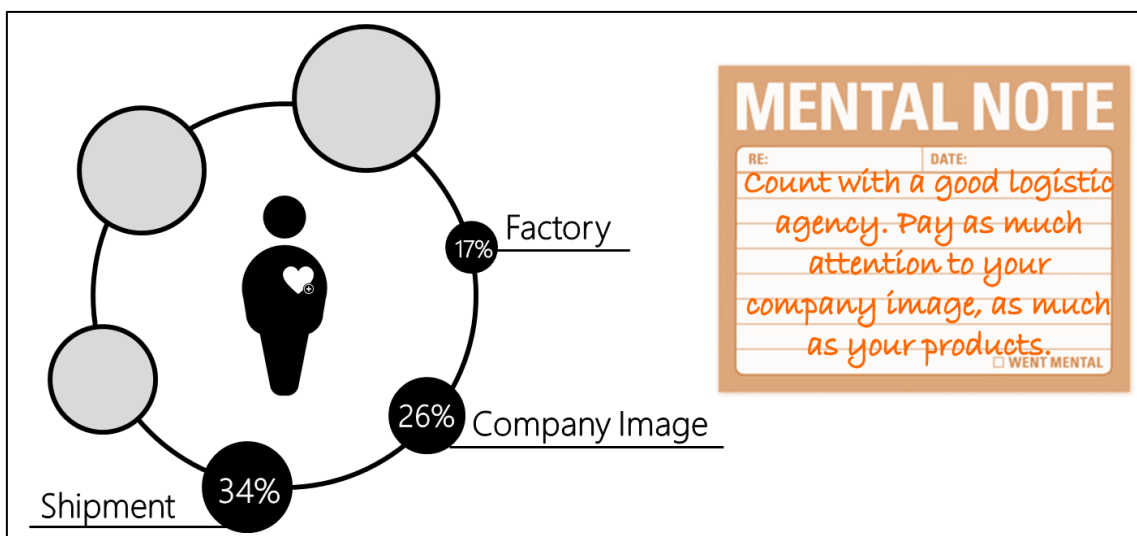 17%
Factory
26%
Company Image
34%
Shipment
MENTAL NOTE
RE:
DATE:
Count with a good logistic
agency. Pay as much
attention to your
company image, as much
as your products.
WENT MENTAL